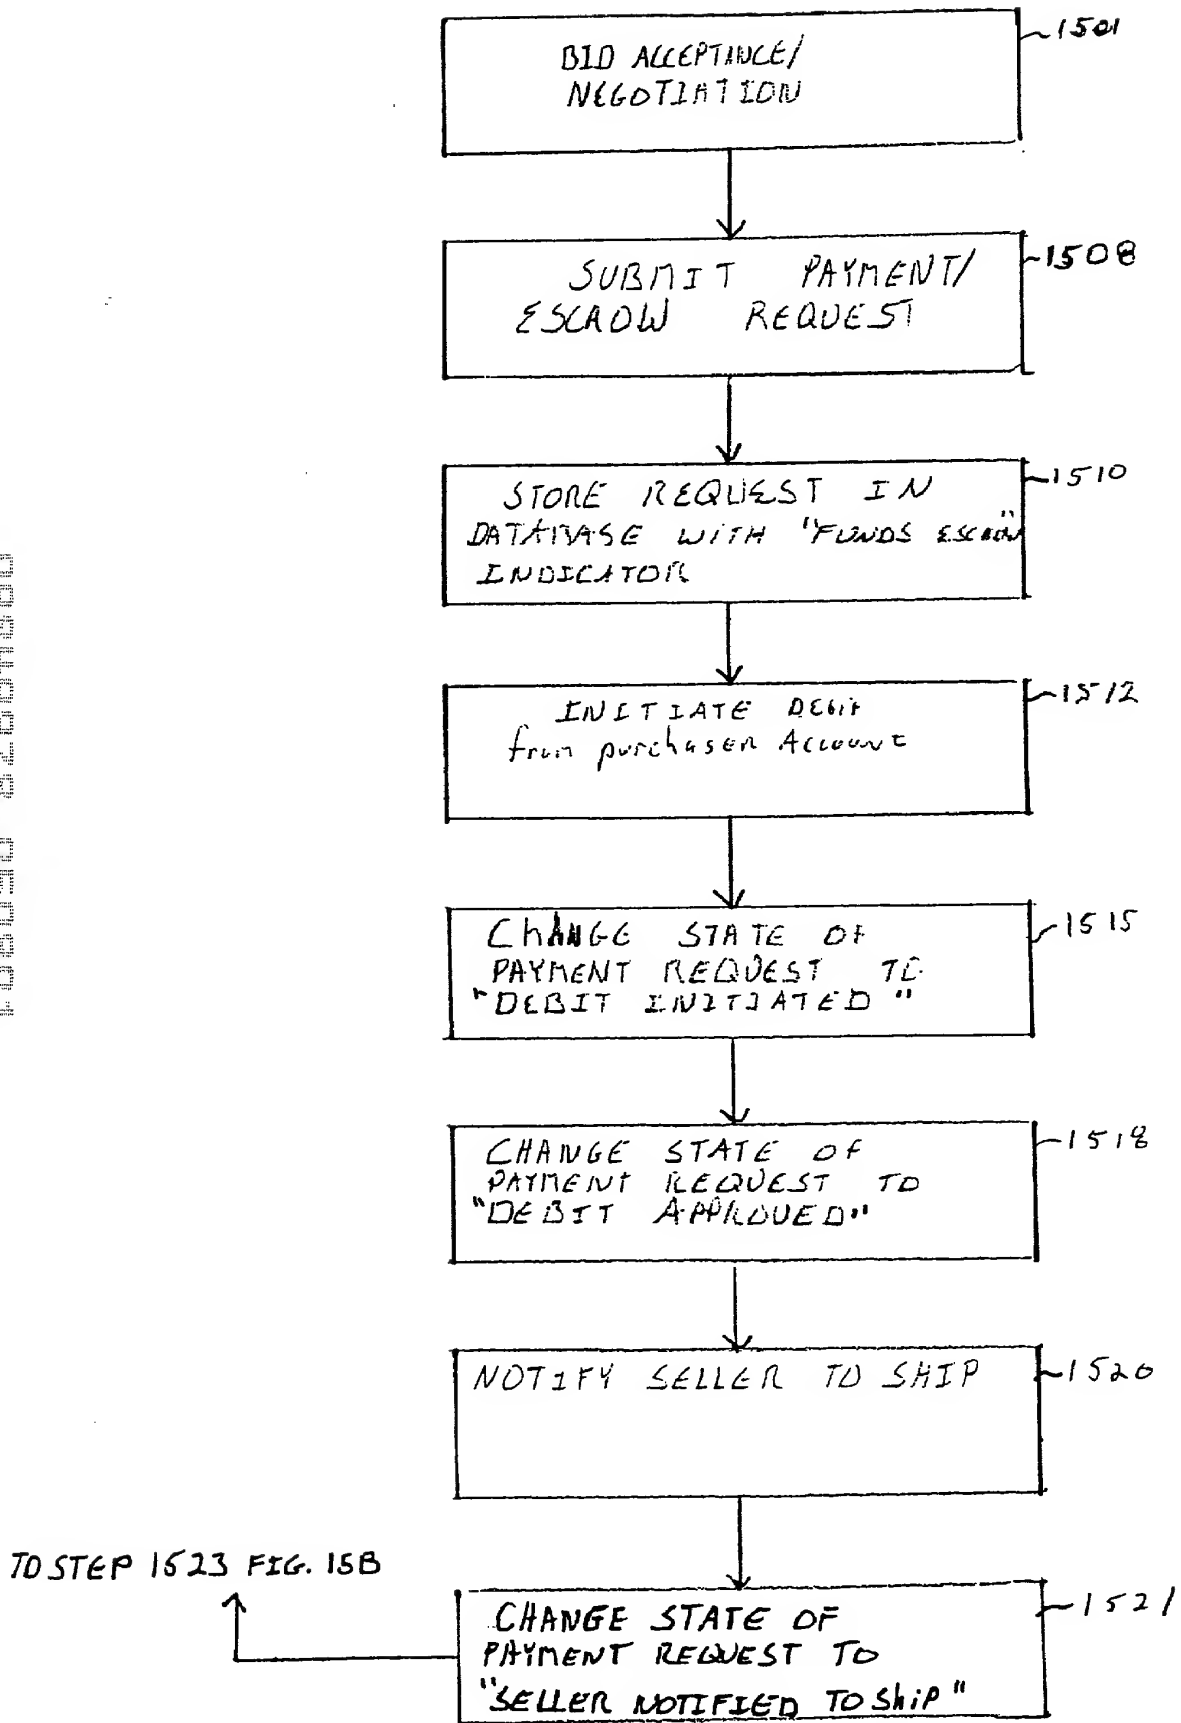 BID ACCEPTANCE/
NEGOTIATION
1501
SUBMIT PAYMENT/
ESCROW REQUEST
1508
STORE REQUEST IN
DATABASE WITH "FUNDS ESCROW"
INDICATOR
1510
INITIATE DEBIT
from purchaser Account
1512
CHANGE STATE OF
PAYMENT REQUEST TO
"DEBIT INITIATED"
1515
CHANGE STATE OF
PAYMENT REQUEST TO
"DEBIT APPROVED"
1518
NOTIFY SELLER TO SHIP
1520
TO STEP 1523 FIG. 15B
CHANGE STATE OF
PAYMENT REQUEST TO
"SELLER NOTIFIED TO ShiP"
1521